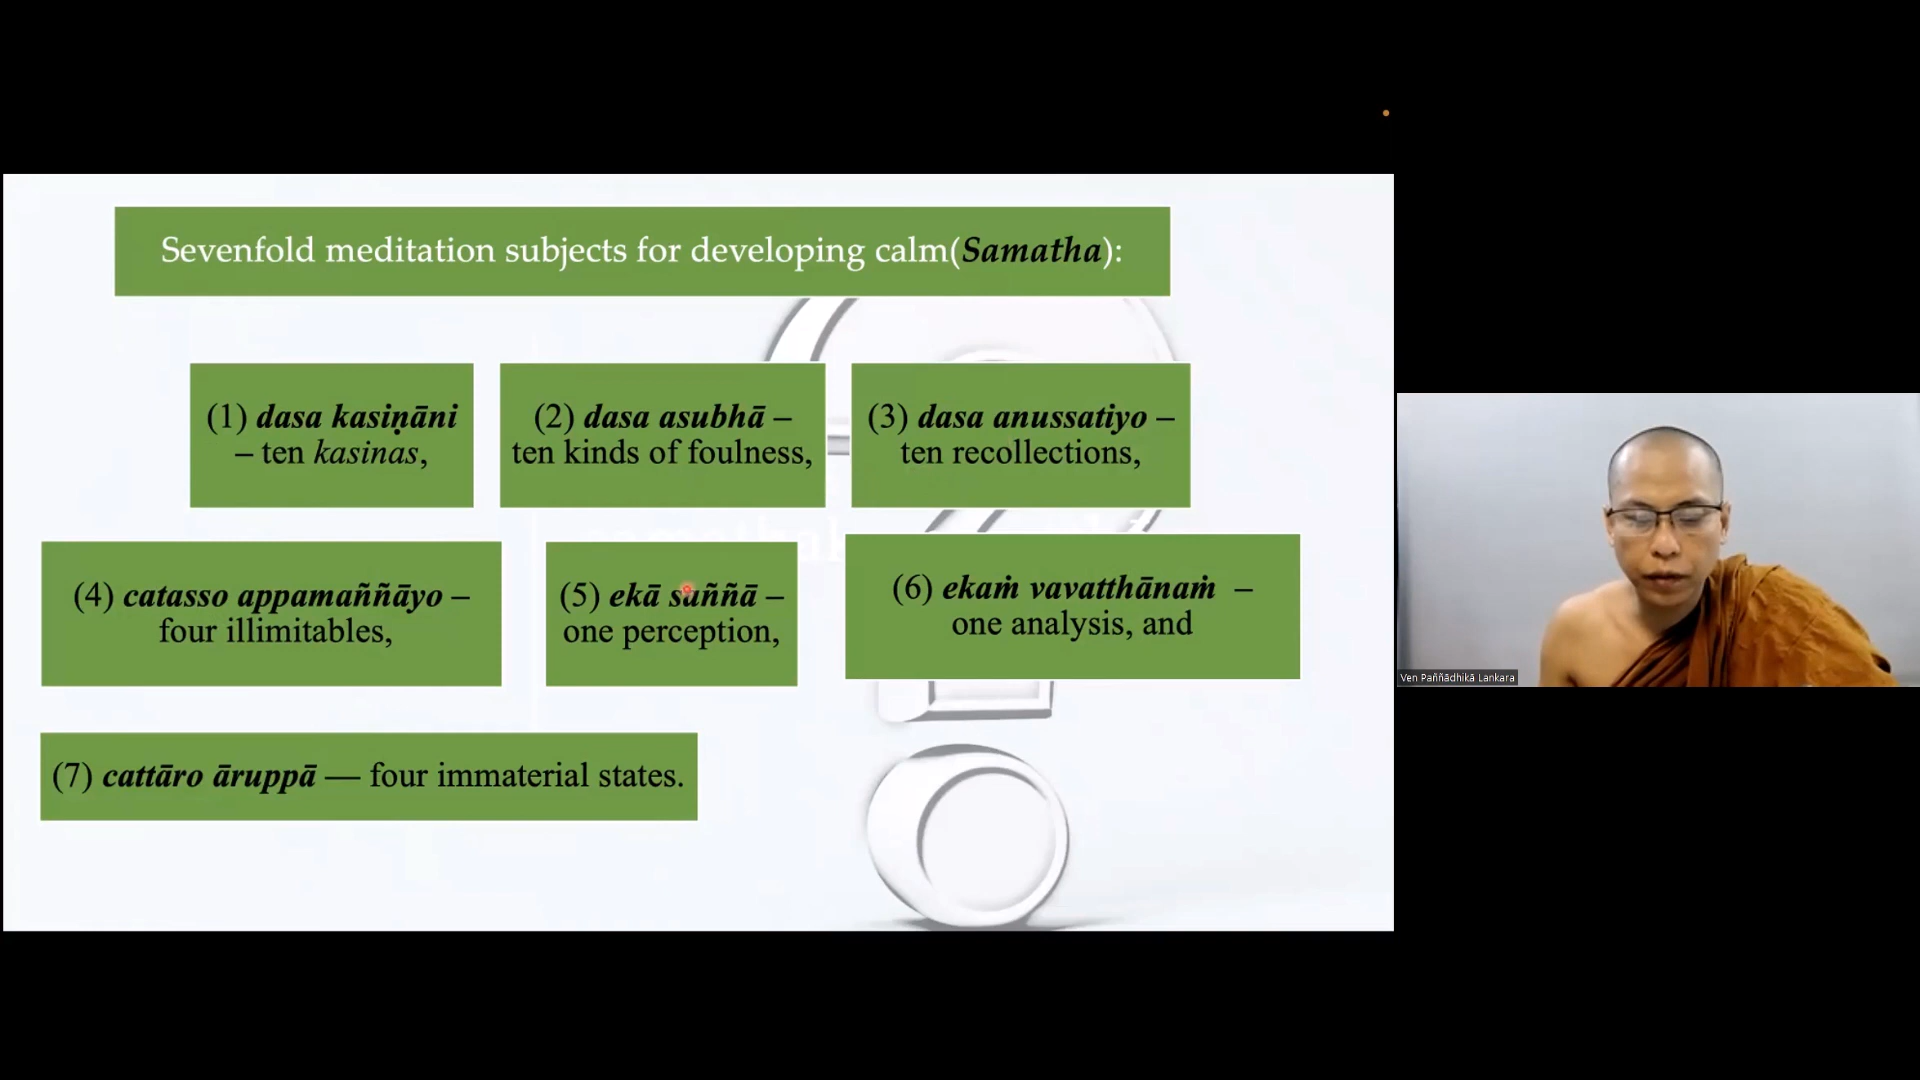 Sevenfold meditation subjects for developing calm(Samatha):
(1) dasa kasiṇāni
– ten kasinas,
(2) dasa asubhā –
ten kinds of foulness,
(3) dasa anussatiyo –
ten recollections,
(4) catasso appamaññāyo –
four illimitables,
(5) ekā saññā –
one perception,
(6) ekaṁ vavatthānaṁ –
one analysis, and
(7) cattāro āruppā — four immaterial states.
Ven Paññādhikā Lankara